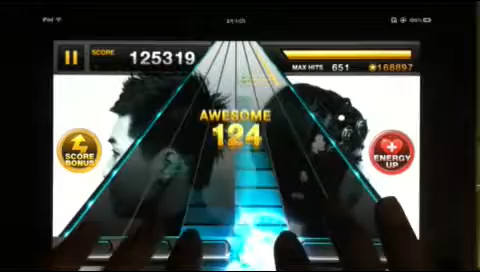 iPad
SCORE 125319
MAX HITS 651 168897
AWESOME
124
SCORE BONUS
ENERGY UP